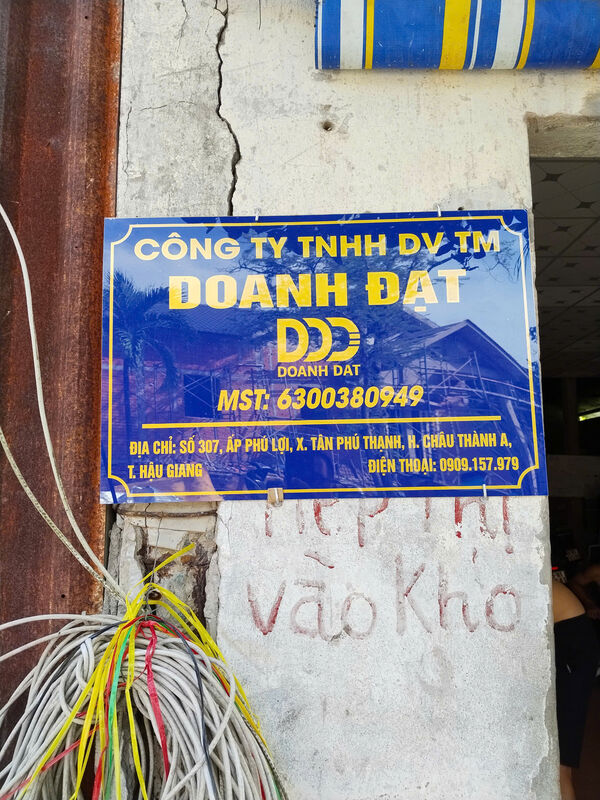 CÔNG TY TNHH DV TM
DOANH ĐẠT
DOANH DAT
MST: 6300380949
ĐỊA CHỈ: SỐ 307, ẤP PHÚ LỢI, X. TÂN PHÚ THẠNH, H. CHÂU THÀNH A,
T. HẬU GIANG
ĐIỆN THOẠI: 0909.157.979
vào kho